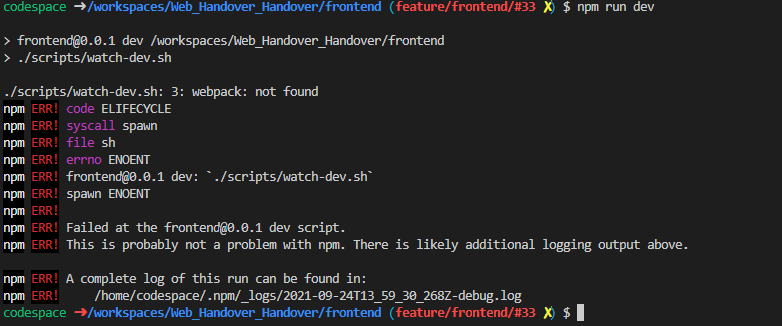 codespace ➜/workspaces/Web_Handover_Handover/frontend (feature/frontend/#33 ✗) $ npm run dev
> frontend@0.0.1 dev /workspaces/Web_Handover_Handover/frontend
> ./scripts/watch-dev.sh
./scripts/watch-dev.sh: 3: webpack: not found
npm ERR! code ELIFECYCLE
npm ERR! syscall spawn
npm ERR! file sh
npm ERR! errno ENOENT
npm ERR! frontend@0.0.1 dev: `./scripts/watch-dev.sh`
npm ERR! spawn ENOENT
npm ERR!
npm ERR! Failed at the frontend@0.0.1 dev script.
npm ERR! This is probably not a problem with npm. There is likely additional logging output above.
npm ERR! A complete log of this run can be found in:
npm ERR!     /home/codespace/.npm/_logs/2021-09-24T13_59_30_268Z-debug.log
codespace ➜/workspaces/Web_Handover_Handover/frontend (feature/frontend/#33 ✗) $